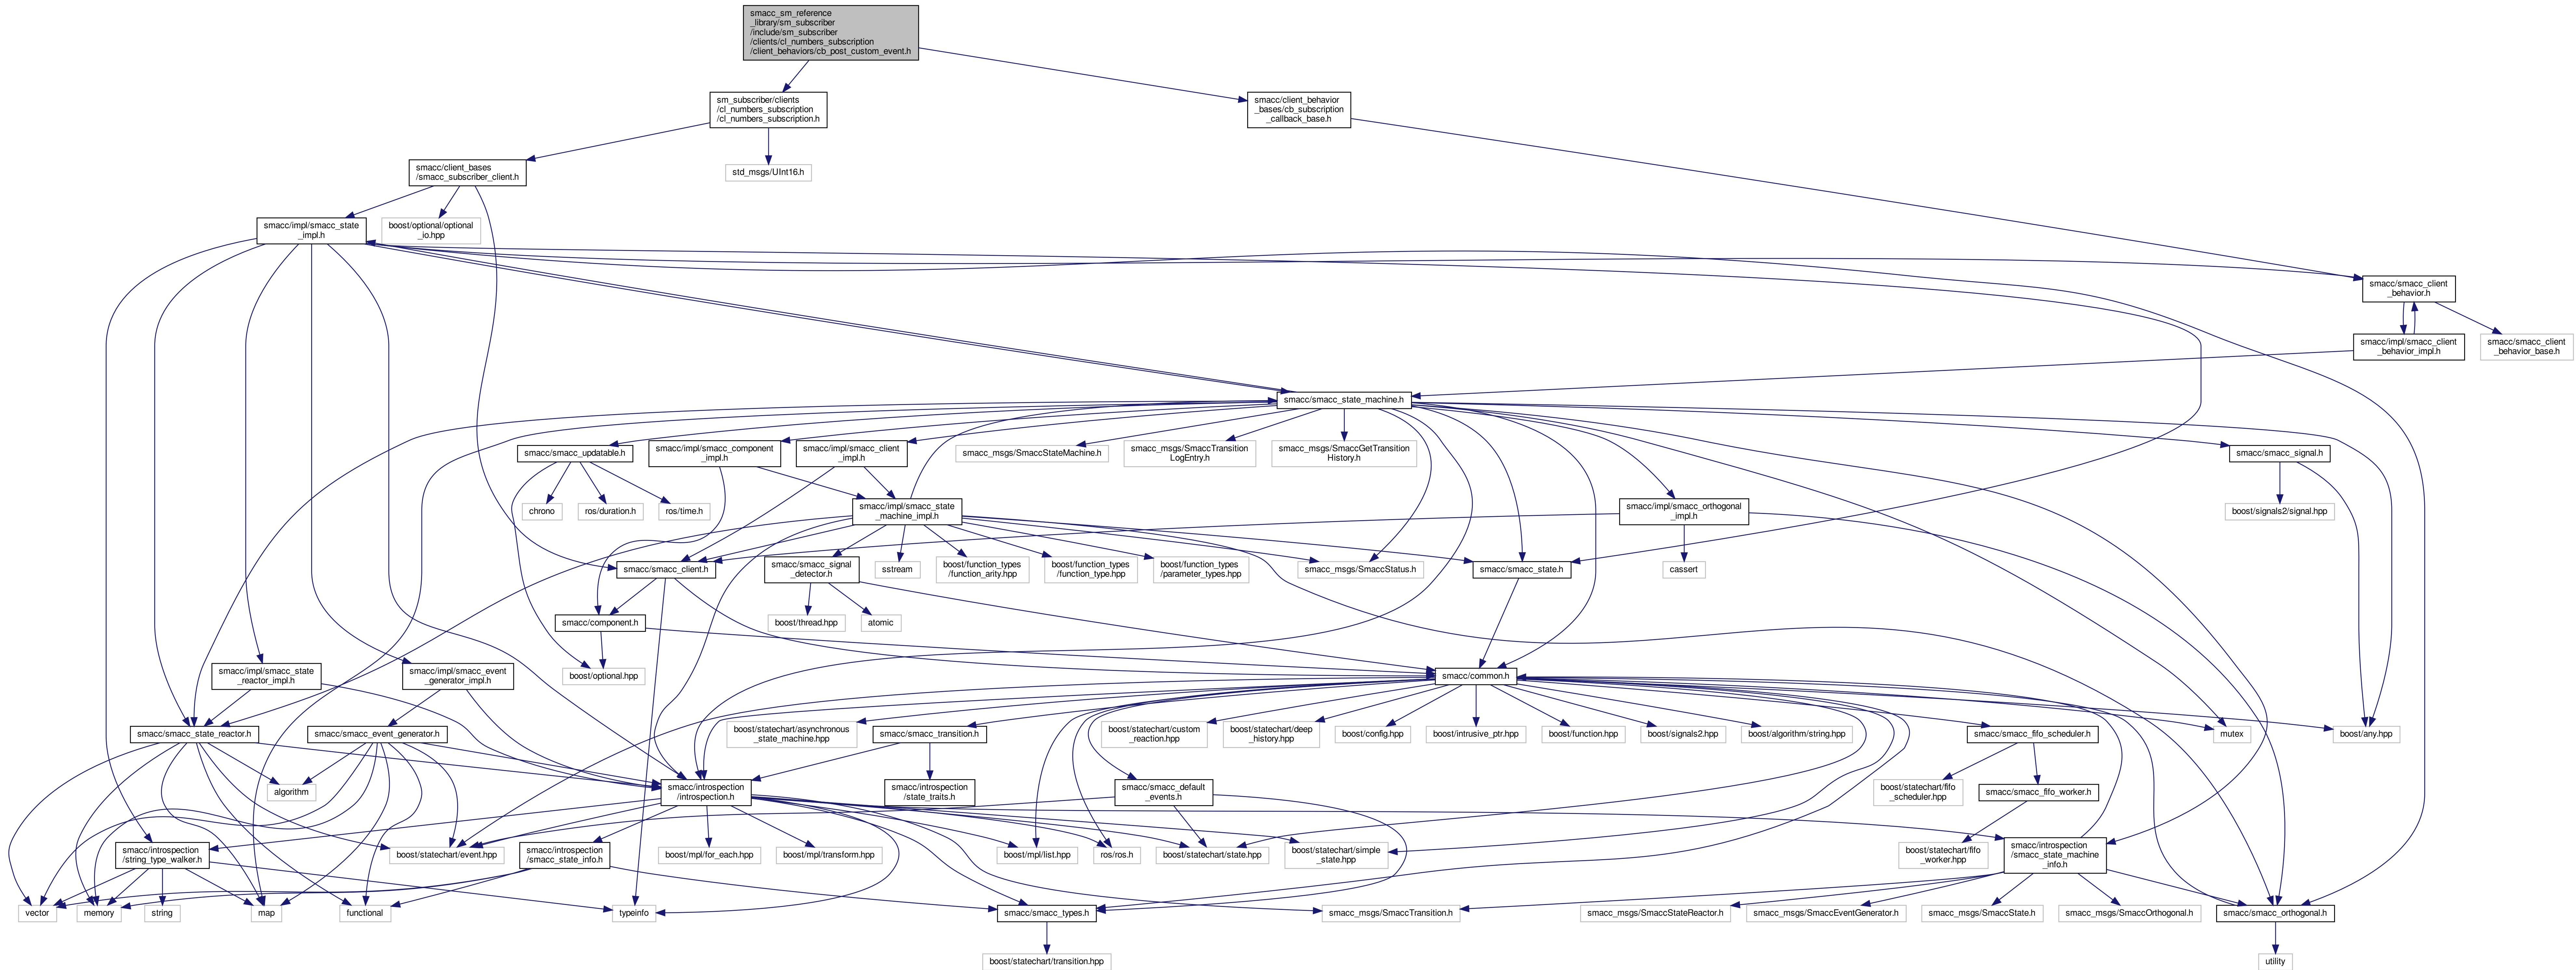 smacc_sm_reference
_library/sm_subscriber
/include/sm_subscriber
/clients/cl_numbers_subscription
/client_behaviors/cb_post_custom_event.h
sm_subscriber/clients
/cl_numbers_subscription
/cl_numbers_subscription.h
smacc/client_behavior
_bases/cb_subscription
_callback_base.h
smacc/client_bases
/smacc_subscriber_client.h
std_msgs/UInt16.h
smacc/impl/smacc_state
_impl.h
boost/optional/optional
_io.hpp
smacc/smacc_client
_behavior.h
smacc/impl/smacc_client
_behavior_impl.h
smacc/smacc_client
_behavior_base.h
smacc/smacc_state_machine.h
smacc/smacc_updatable.h
smacc/impl/smacc_component
_impl.h
smacc/impl/smacc_client
_impl.h
smacc_msgs/SmaccStateMachine.h
smacc_msgs/SmaccTransition
LogEntry.h
smacc_msgs/SmaccGetTransition
History.h
smacc/smacc_signal.h
chrono
ros/duration.h
ros/time.h
smacc/impl/smacc_state
_machine_impl.h
smacc/impl/smacc_orthogonal
_impl.h
boost/signals2/signal.hpp
smacc/smacc_client.h
smacc/smacc_signal
_detector.h
sstream
boost/function_types
/function_arity.hpp
boost/function_types
/function_type.hpp
boost/function_types
/parameter_types.hpp
smacc_msgs/SmaccStatus.h
smacc/smacc_state.h
cassert
smacc/component.h
boost/thread.hpp
atomic
smacc/impl/smacc_state
_reactor_impl.h
smacc/impl/smacc_event
_generator_impl.h
boost/optional.hpp
smacc/common.h
smacc/smacc_state_reactor.h
smacc/smacc_event_generator.h
boost/statechart/asynchronous
_state_machine.hpp
smacc/smacc_transition.h
boost/statechart/custom
_reaction.hpp
boost/statechart/deep
_history.hpp
boost/config.hpp
boost/intrusive_ptr.hpp
boost/function.hpp
boost/signals2.hpp
boost/algorithm/string.hpp
smacc/smacc_fifo_scheduler.h
mutex
boost/any.hpp
algorithm
smacc/introspection
/introspection.h
smacc/introspection
/state_traits.h
smacc/smacc_default
_events.h
boost/statechart/fifo
_scheduler.hpp
smacc/smacc_fifo_worker.h
smacc/introspection
/string_type_walker.h
boost/statechart/event.hpp
smacc/introspection
/smacc_state_info.h
boost/mpl/for_each.hpp
boost/mpl/transform.hpp
boost/mpl/list.hpp
ros/ros.h
boost/statechart/state.hpp
boost/statechart/simple
_state.hpp
boost/statechart/fifo
_worker.hpp
smacc/introspection
/smacc_state_machine
_info.h
vector
memory
string
map
functional
typeinfo
smacc/smacc_types.h
smacc_msgs/SmaccTransition.h
smacc_msgs/SmaccStateReactor.h
smacc_msgs/SmaccEventGenerator.h
smacc_msgs/SmaccState.h
smacc_msgs/SmaccOrthogonal.h
smacc/smacc_orthogonal.h
boost/statechart/transition.hpp
utility